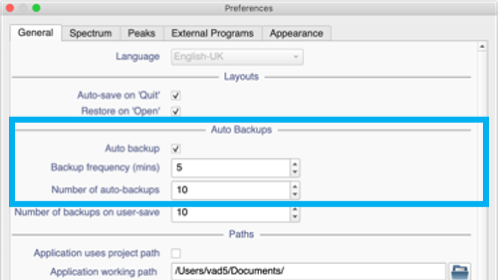 Preferences
General Spectrum Peaks External Programs Appearance
Language English-UK
Layouts
Auto-save on 'Quit'
Restore on 'Open'
Auto Backups
Auto backup
Backup frequency (mins) 5
Number of auto-backups 10
Number of backups on user-save 10
Paths
Application uses project path
Application working path /Users/vad5/Documents/